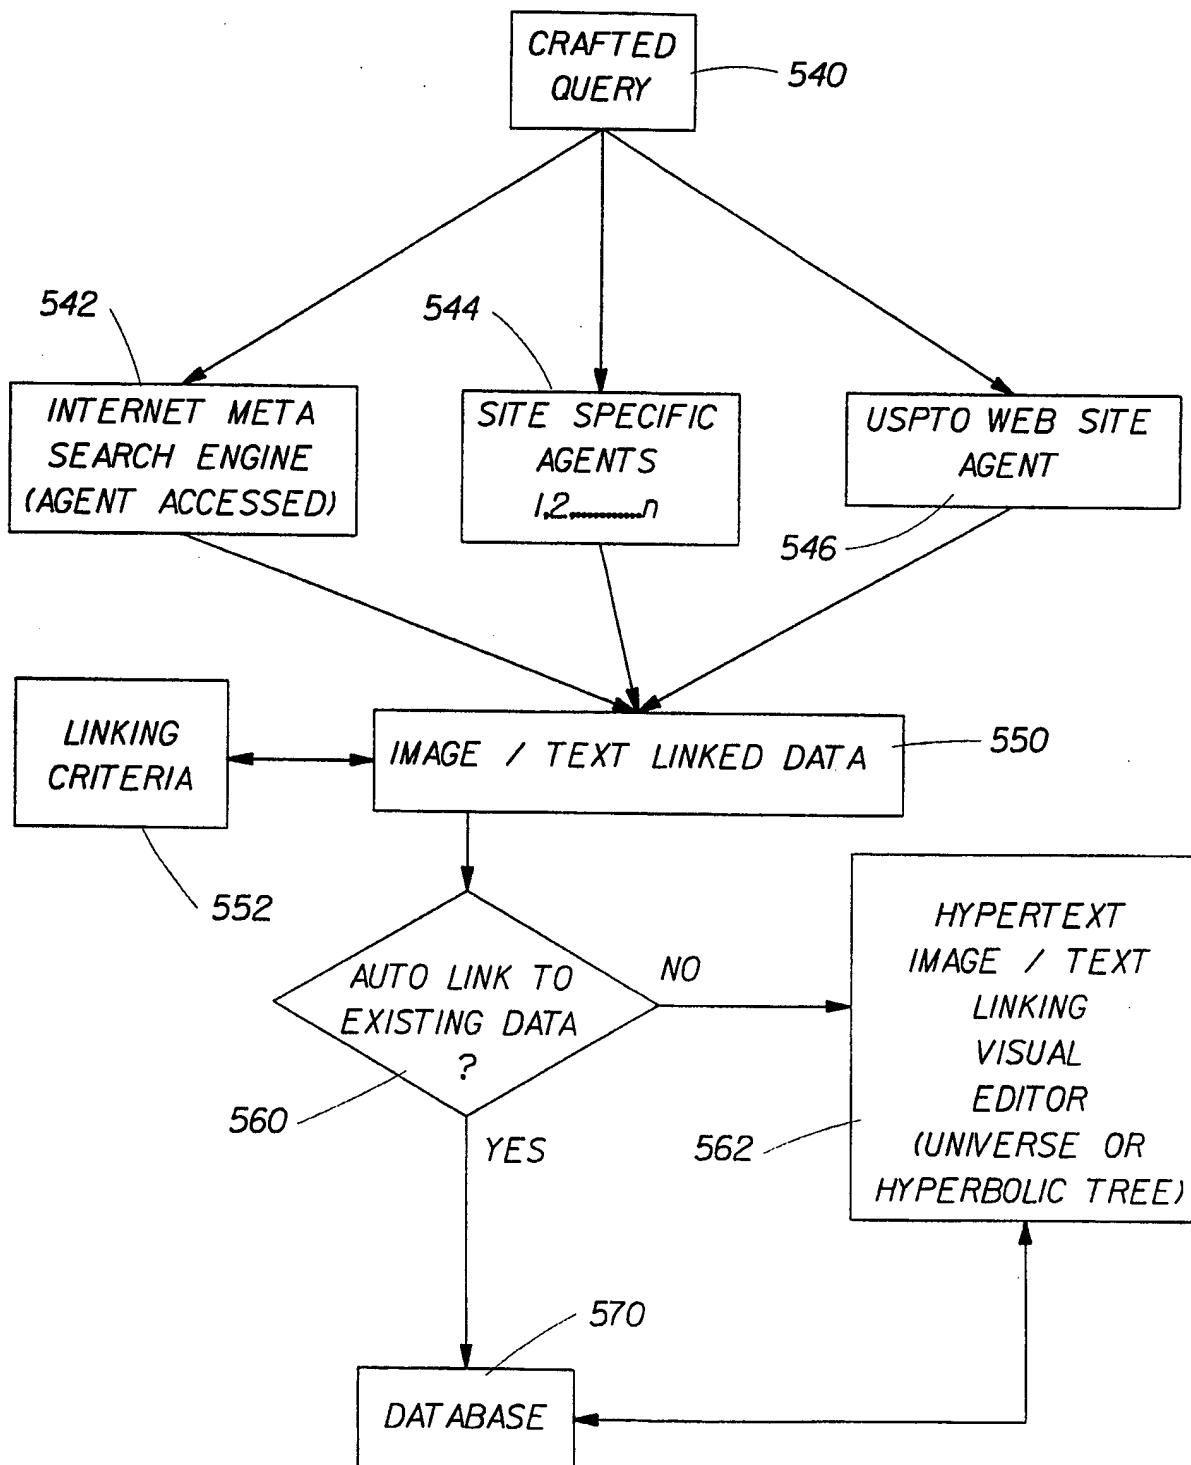 CRAFTED
QUERY
540
542
544
INTERNET META
SEARCH ENGINE
(AGENT ACCESSED)
SITE SPECIFIC
AGENTS
1,2............n
USPTO WEB SITE
AGENT
546
LINKING
CRITERIA
IMAGE / TEXT LINKED DATA
550
552
AUTO LINK TO
EXISTING DATA
?
NO
560
YES
HYPERTEXT
IMAGE / TEXT
LINKING
VISUAL
EDITOR
(UNIVERSE OR
HYPERBOLIC TREE)
562
570
DATABASE